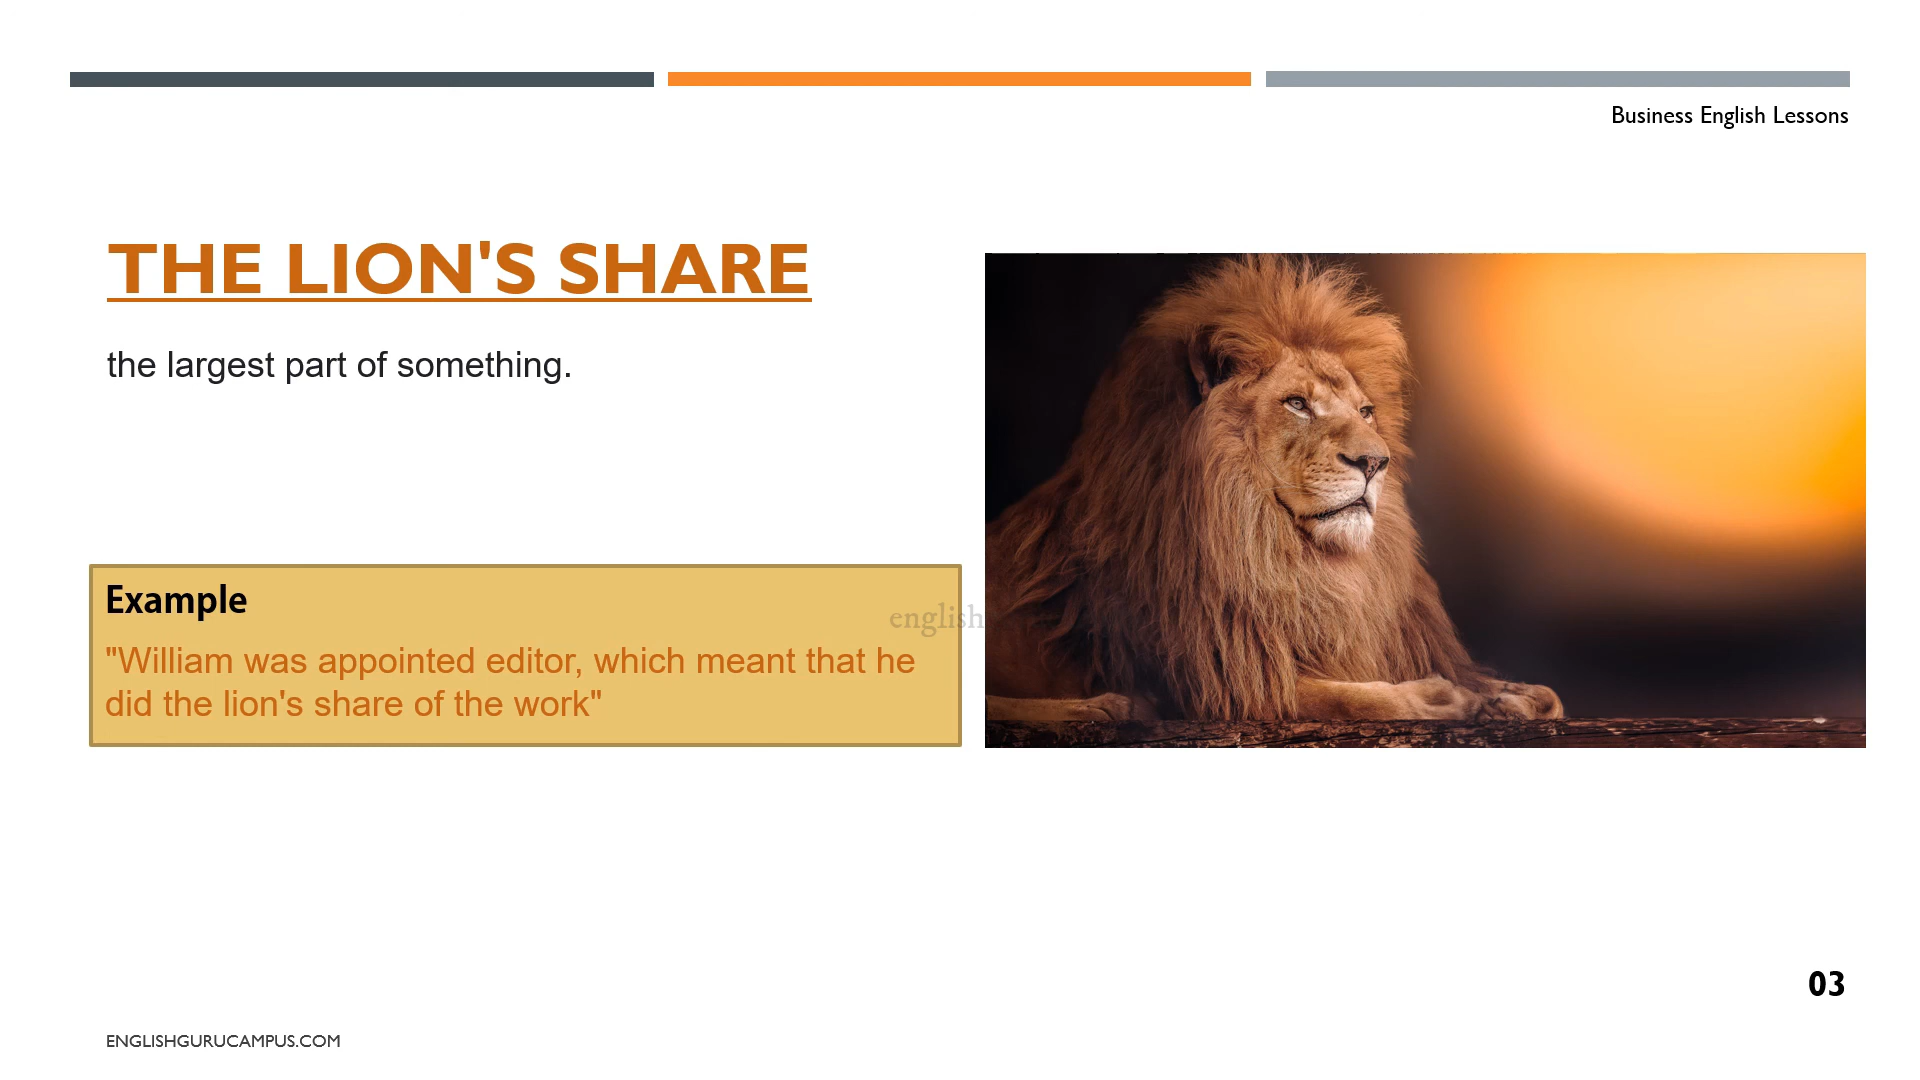 Business English Lessons
THE LION'S SHARE
the largest part of something.
Example
english
"William was appointed editor, which meant that he
did the lion's share of the work"
03
ENGLISHGURUCAMPUS.COM